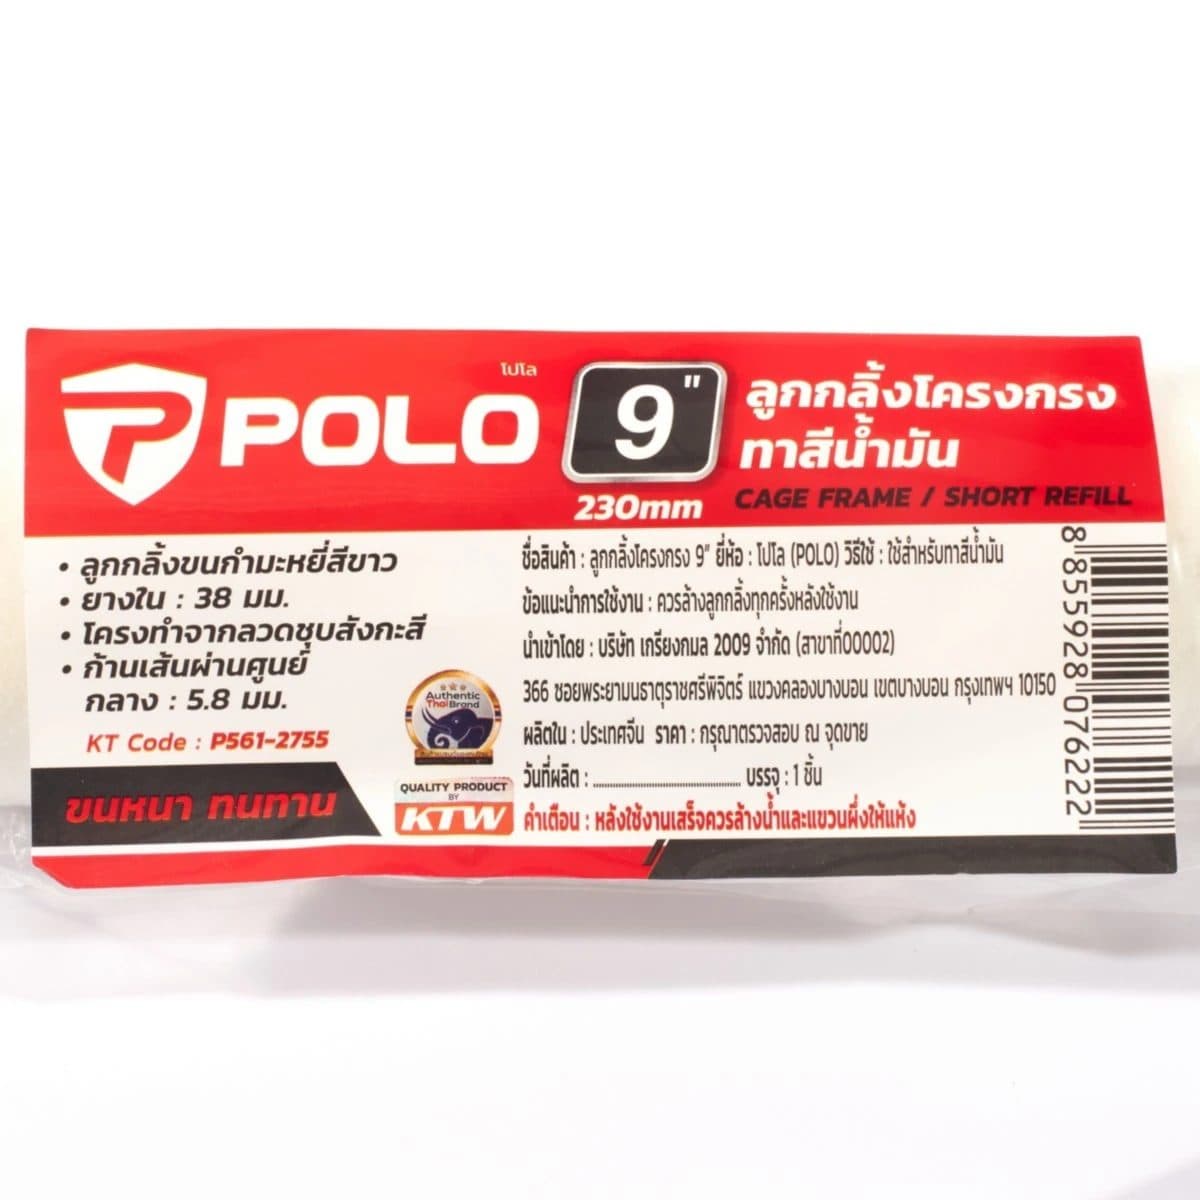 โปโล
POLO
9"
230mm
ลูกกลิ้งโครงกรง
ทาสีน้ำมัน
CAGE FRAME / SHORT REFILL
• ลูกกลิ้งขนกำมะหยี่สีขาว
• ยางใน : 38 มม.
• โครงทำจากลวดชุบสังกะสี
• ก้านเส้นผ่านศูนย์
กลาง : 5.8 มม.
KT Code : P561-2755
ขนหนา ทนทาน
Authentic
Thai Brand
QUALITY PRODUCT
BY
KTW
ชื่อสินค้า : ลูกกลิ้งโครงกรง 9" ยี่ห้อ : โปโล (POLO) วิธีใช้ : ใช้สำหรับทาสีน้ำมัน
ข้อแนะนำการใช้งาน : ควรล้างลูกกลิ้งทุกครั้งหลังใช้งาน
นำเข้าโดย : บริษัท เกรียงกมล 2009 จำกัด (สาขาที่00002)
366 ซอยพระยามนธาตุราชศรีพิจิตร์ แขวงคลองบางบอน เขตบางบอน กรุงเทพฯ 10150
ผลิตใน : ประเทศจีน ราคา : กรุณาตรวจสอบ ณ จุดขาย
วันที่ผลิต : ........................................ บรรจุ : 1 ชิ้น
คำเตือน : หลังใช้งานเสร็จควรล้างน้ำและแขวนผึ่งให้แห้ง
8 855928 076222